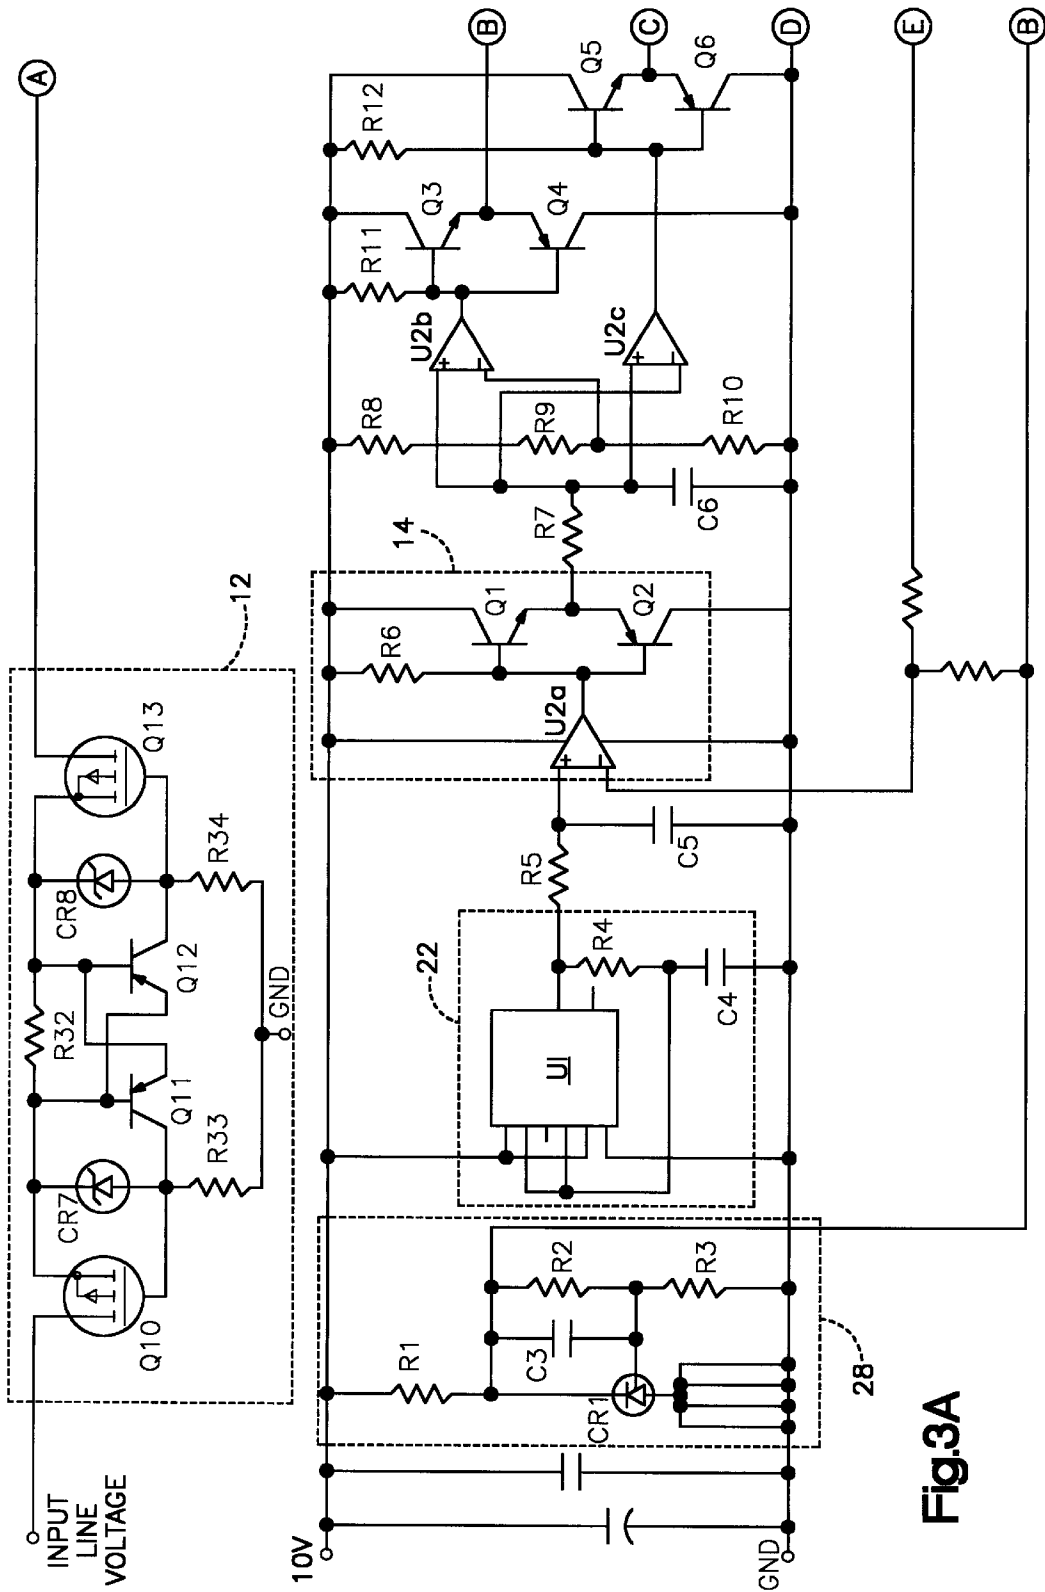 INPUT
LINE
VOLTAGE
Q10
CR7
R33
Q11
R32
Q12
CR8
R34
Q13
GND
12
A
10V
GND
R1
CR1
C3
R2
R3
28
UI
22
R4
C4
R5
C5
U2a
R6
Q1
Q2
14
R7
C6
R8
R9
R10
U2b
U2c
R11
Q3
Q4
R12
Q5
Q6
B
C
D
E
B
Fig.3A